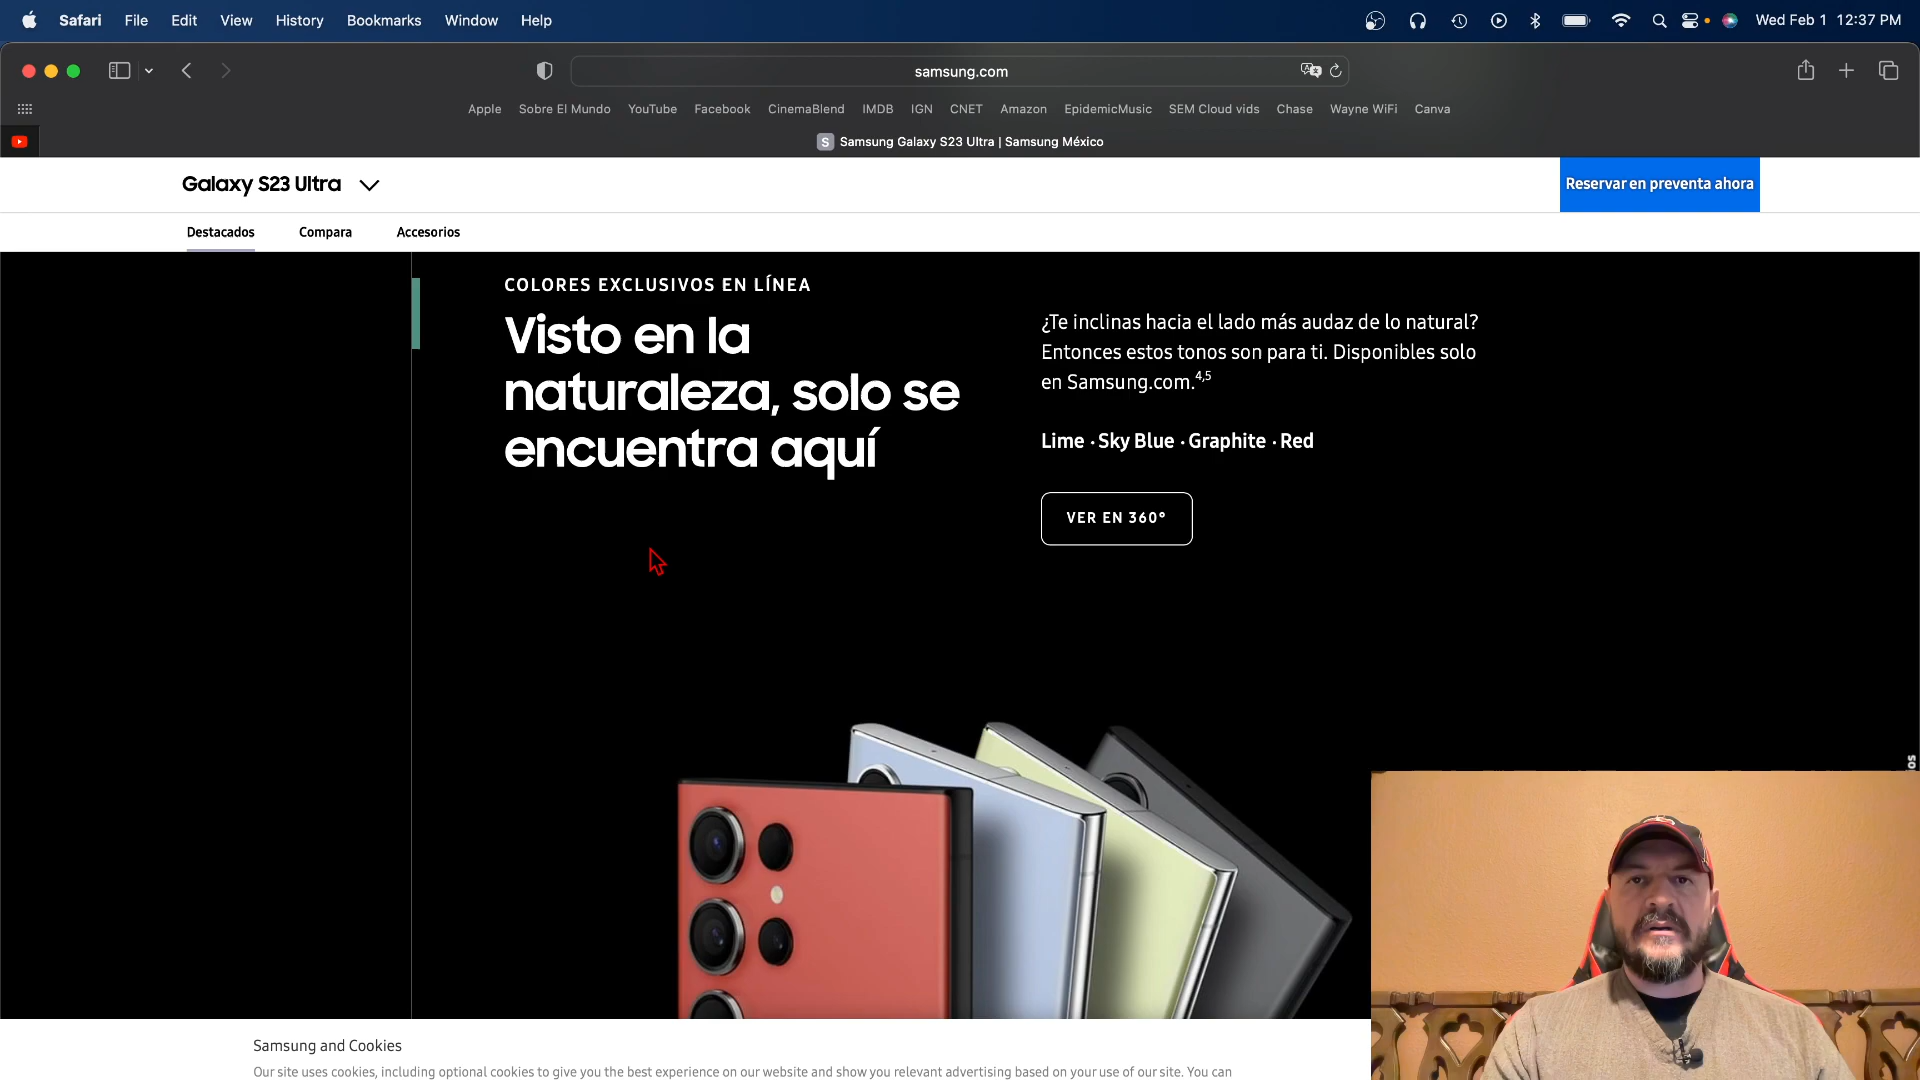 Safari File Edit View History Bookmarks Window Help Wed Feb 1 12:37 PM
samsung.com
Apple Sobre El Mundo YouTube Facebook CinemaBlend IMDB IGN CNET Amazon EpidemicMusic SEM Cloud vids Chase Wayne WiFi Canva
S Samsung Galaxy S23 Ultra | Samsung México
Galaxy S23 Ultra
Reservar en preventa ahora
Destacados Compara Accesorios
COLORES EXCLUSIVOS EN LÍNEA
Visto en la
naturaleza, solo se
encuentra aquí
¿Te inclinas hacia el lado más audaz de lo natural?
Entonces estos tonos son para ti. Disponibles solo
en Samsung.com.4,5
Lime · Sky Blue · Graphite · Red
VER EN 360°
Samsung and Cookies
Our site uses cookies, including optional cookies to give you the best experience on our website and show you relevant advertising based on your use of our site. You can